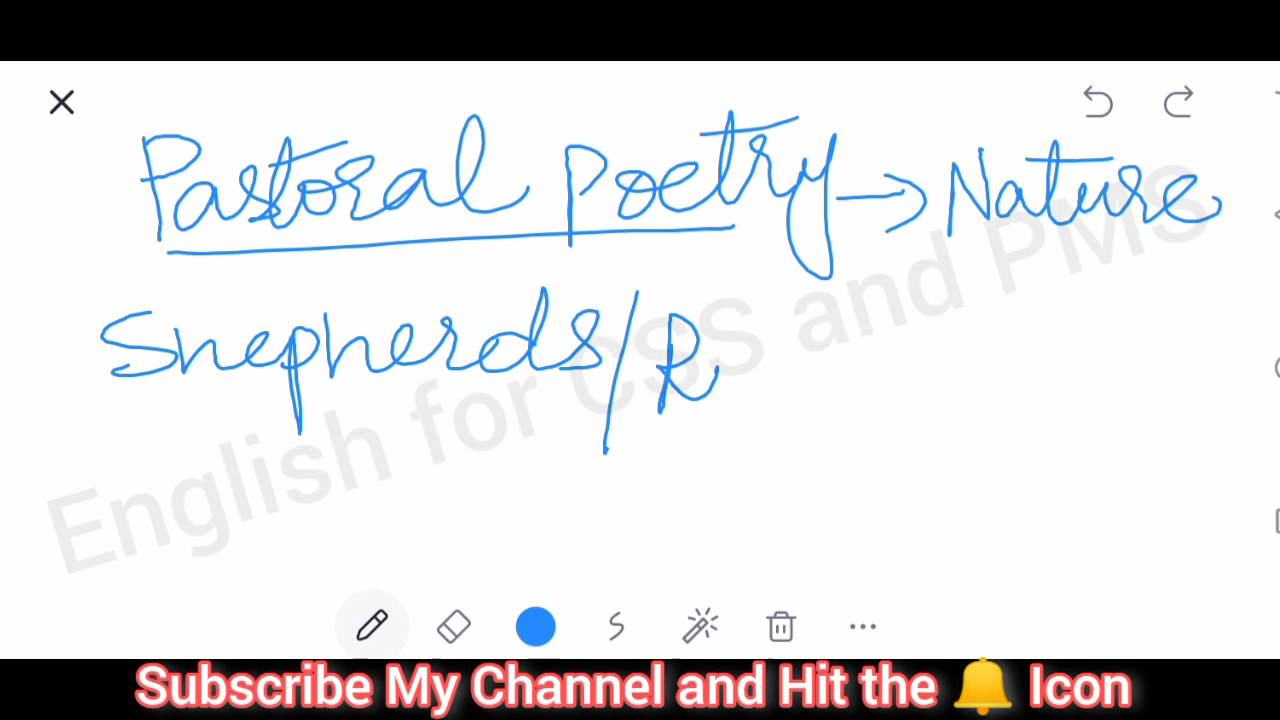 Pastoral Poetry → Nature
Shepherds/R
English for CSS and PMS
Subscribe My Channel and Hit the 🔔 Icon